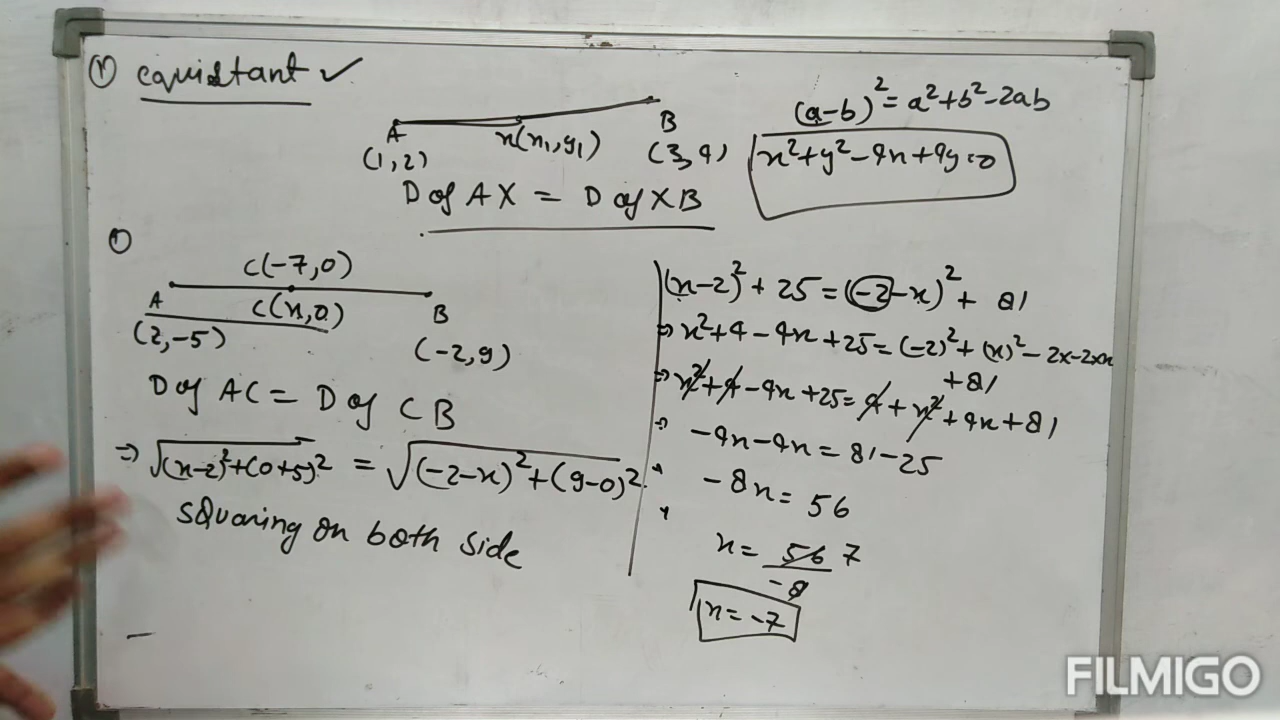 ① equistant ✓
A x(x₁,y₁) B
(1,2) (3,4)
D of AX = D of XB
(a-b)² = a²+b²-2ab
x²+y²-4x+4y=0
①
C(-7,0)
A C(x,0) B
(2,-5) (-2,9)
D of AC = D of CB
⇒ √(x-2)²+(0+5)² = √(-2-x)²+(9-0)²
squaring on both side
(x-2)² + 25 = (-2-x)² + 81
⇒ x²+4-4x+25 = (-2)²+(x)²-2x-2xx
+81
⇒ x²+4-4x+25 = 4+x²+4x+81
-4x-4x = 81-25
-8x = 56
x = 56 7
-8
x = -7
FILMIGO